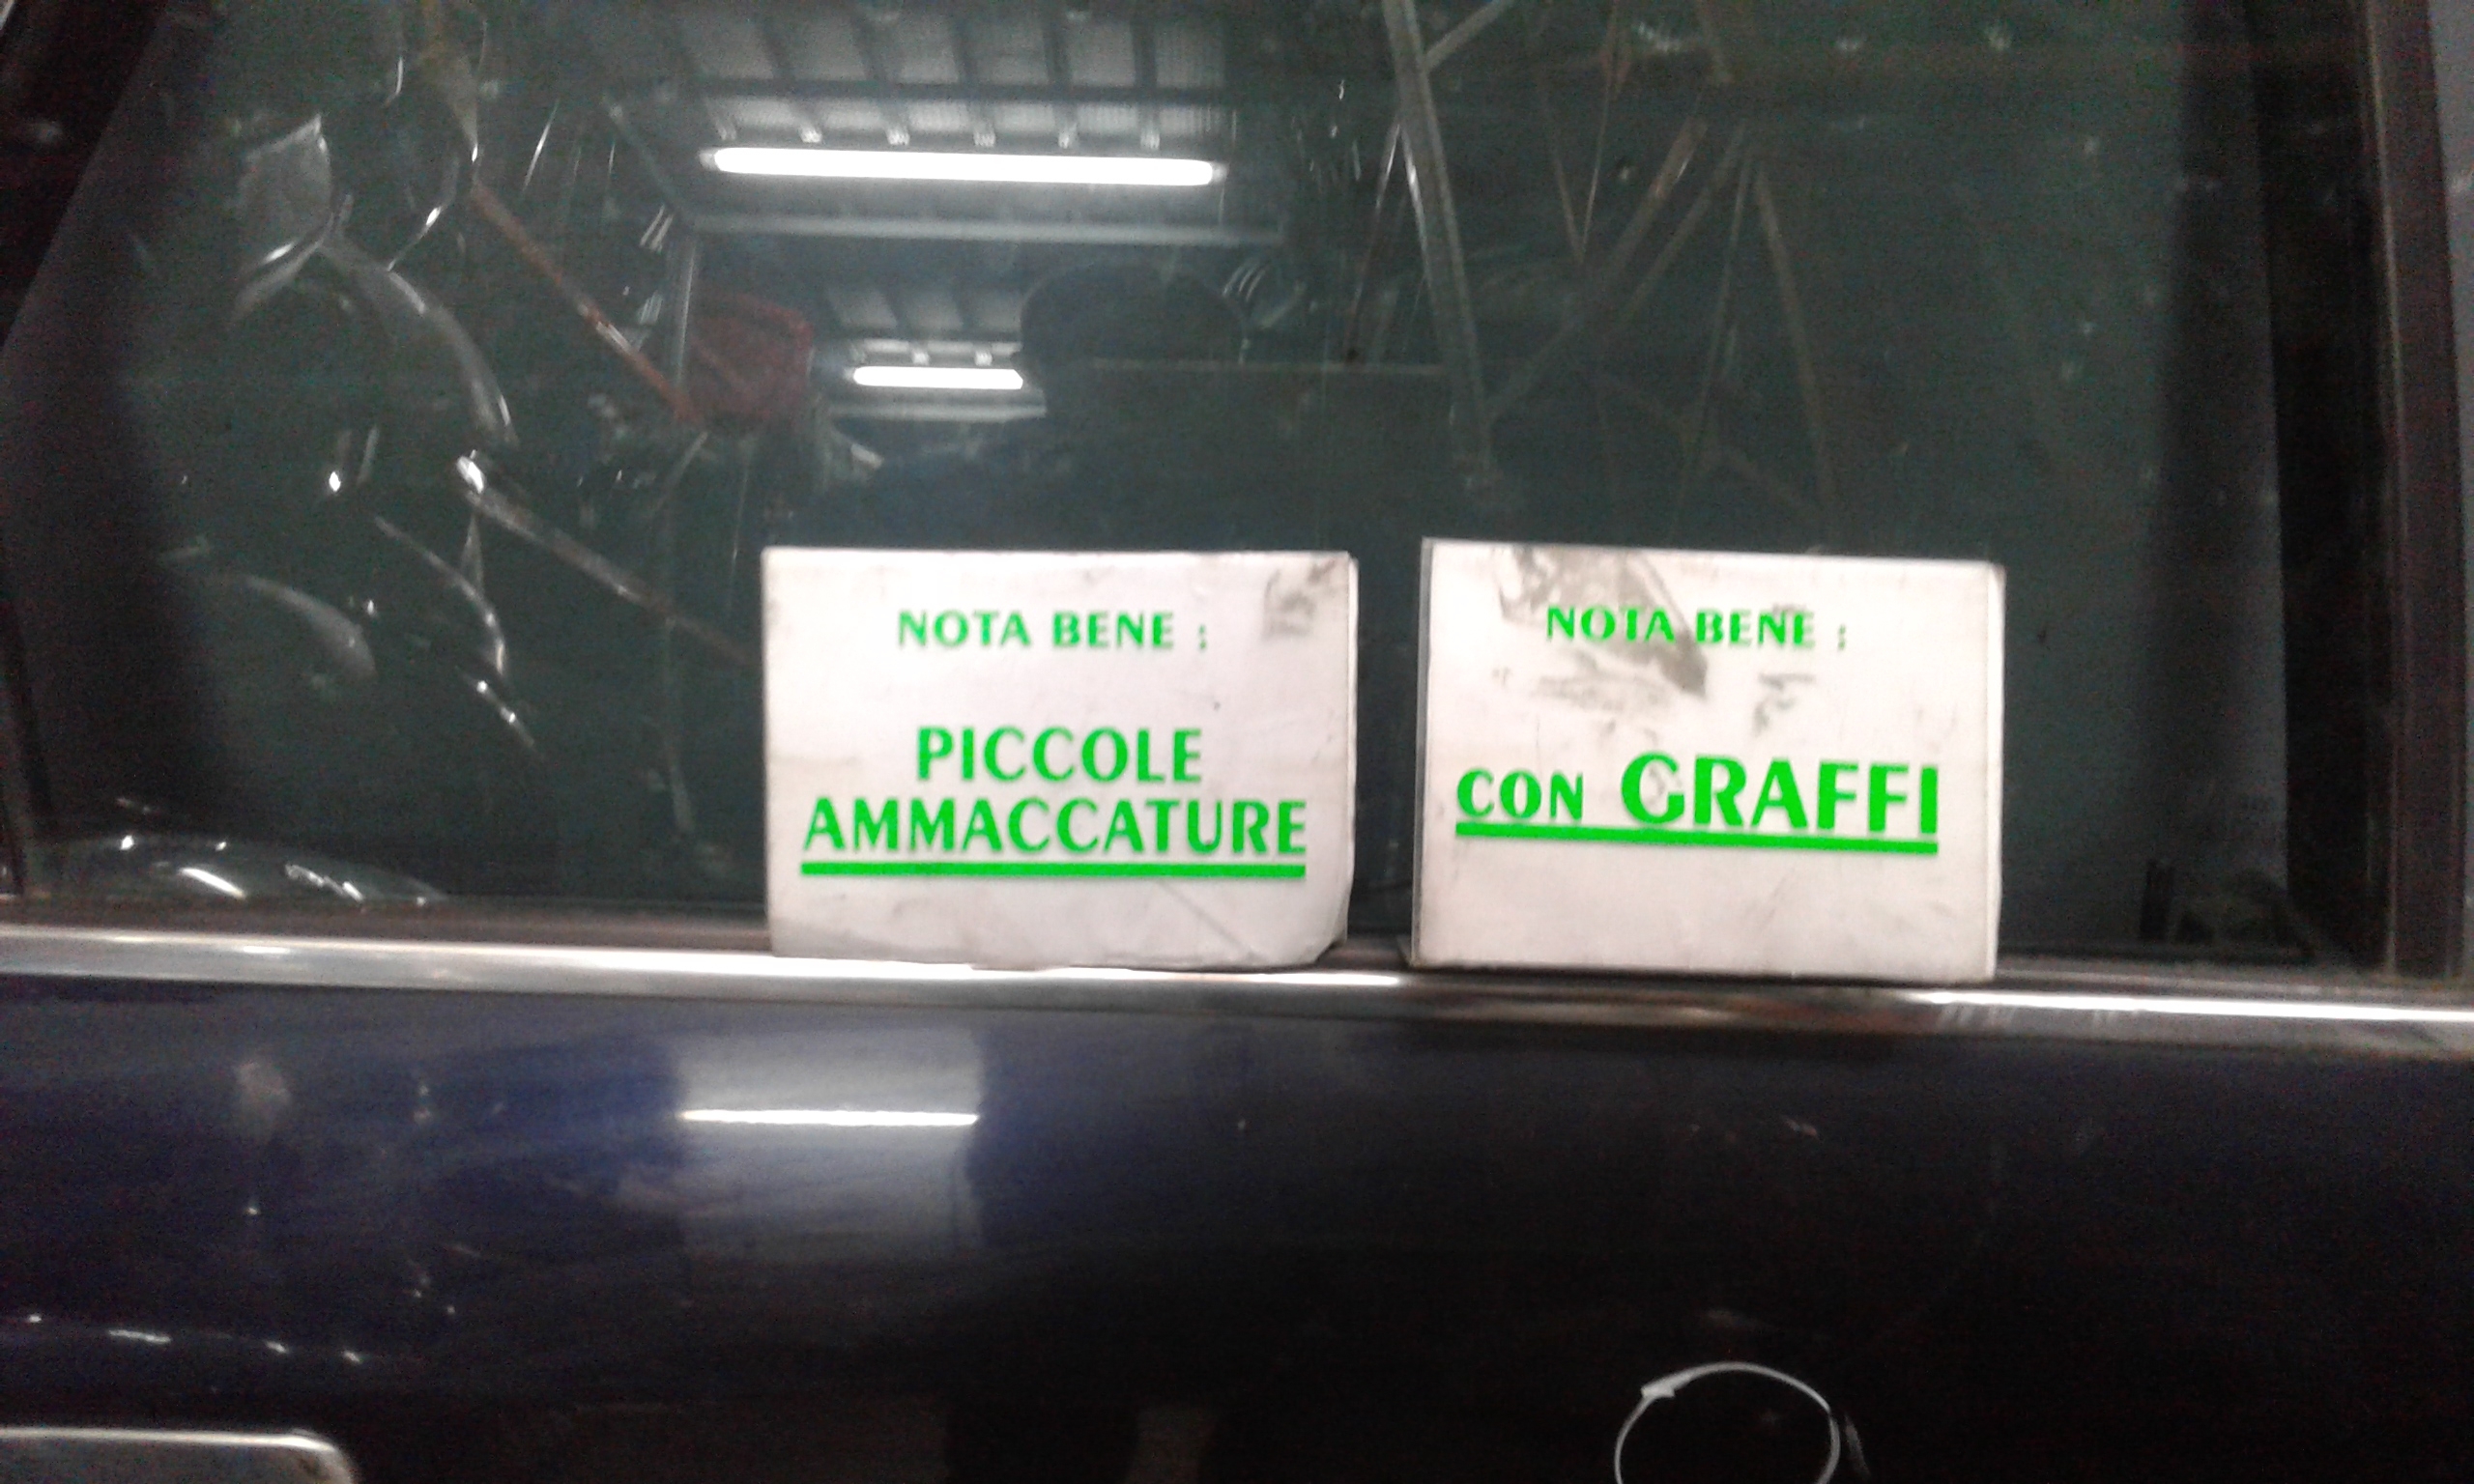 NOTA BENE :
PICCOLE
AMMACCATURE
NOTA BENE :
CON GRAFFI